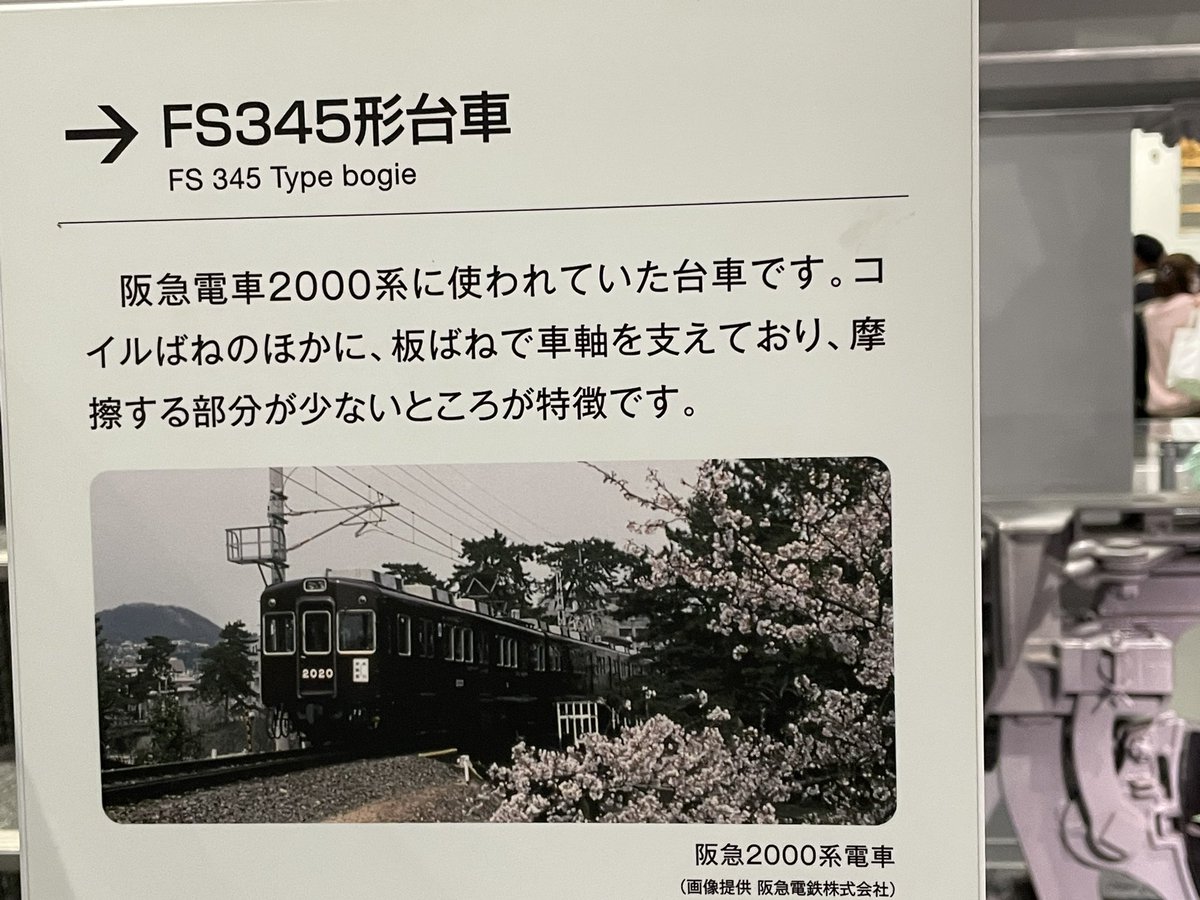 → FS345形台車
FS 345 Type bogie
阪急電車2000系に使われていた台車です。コ
イルばねのほかに、板ばねで車軸を支えており、摩
擦する部分が少ないところが特徴です。
2020
阪急2000系電車
(画像提供 阪急電鉄株式会社)